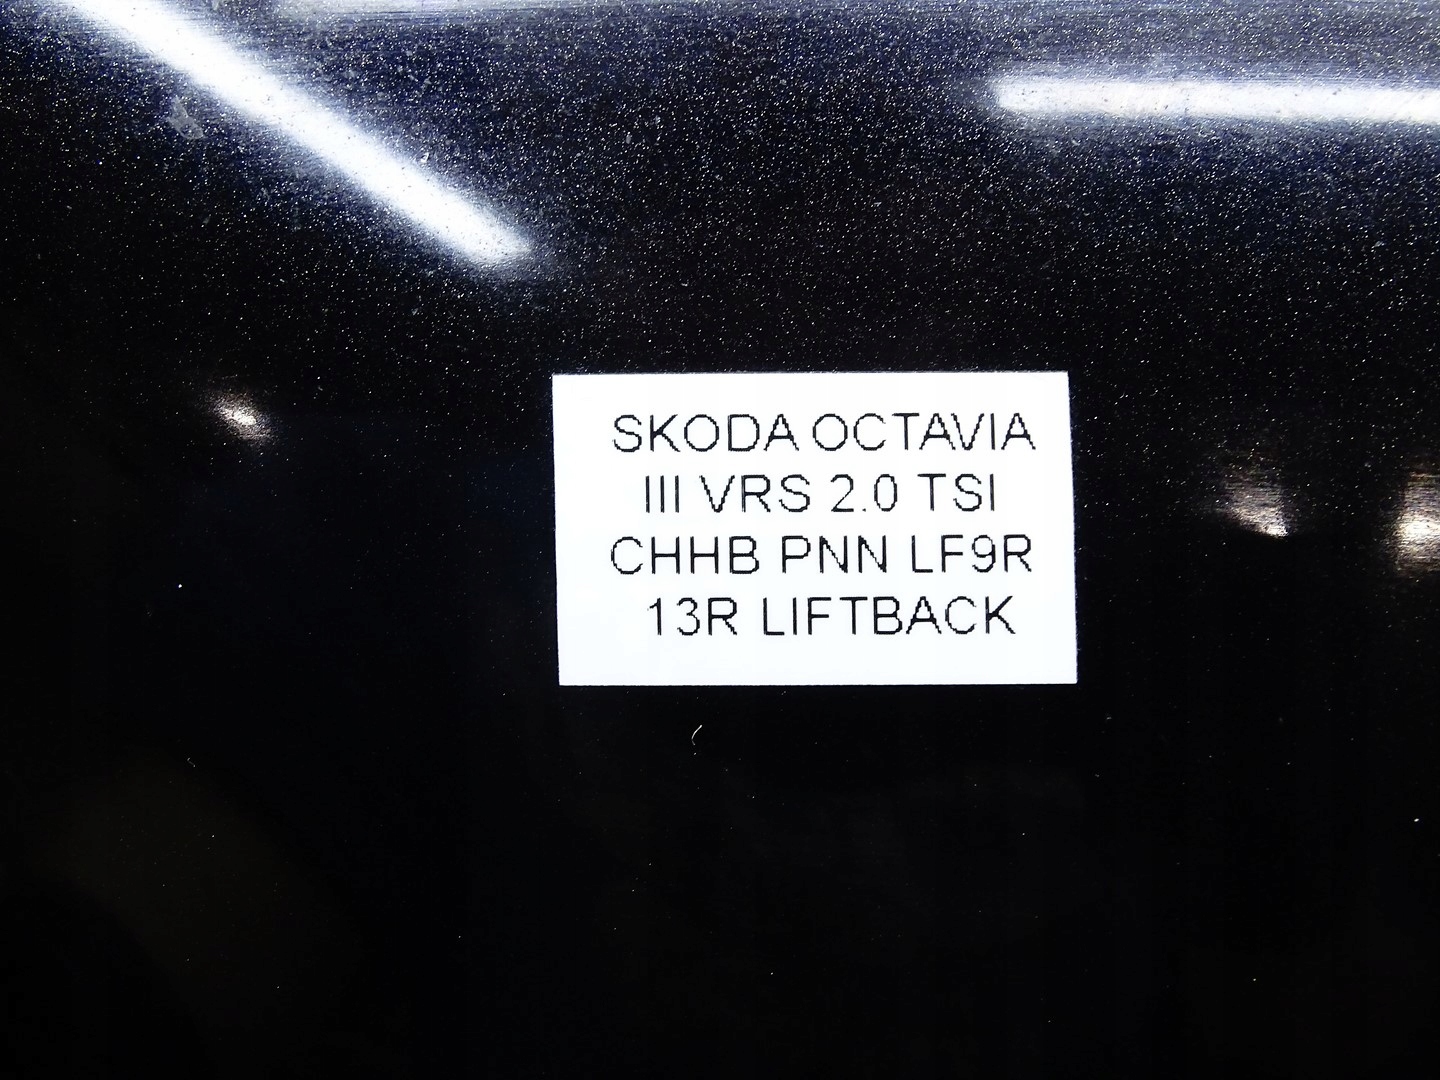 SKODA OCTAVIA
III VRS 2.0 TSI
CHHB PNN LF9R
13R LIFTBACK